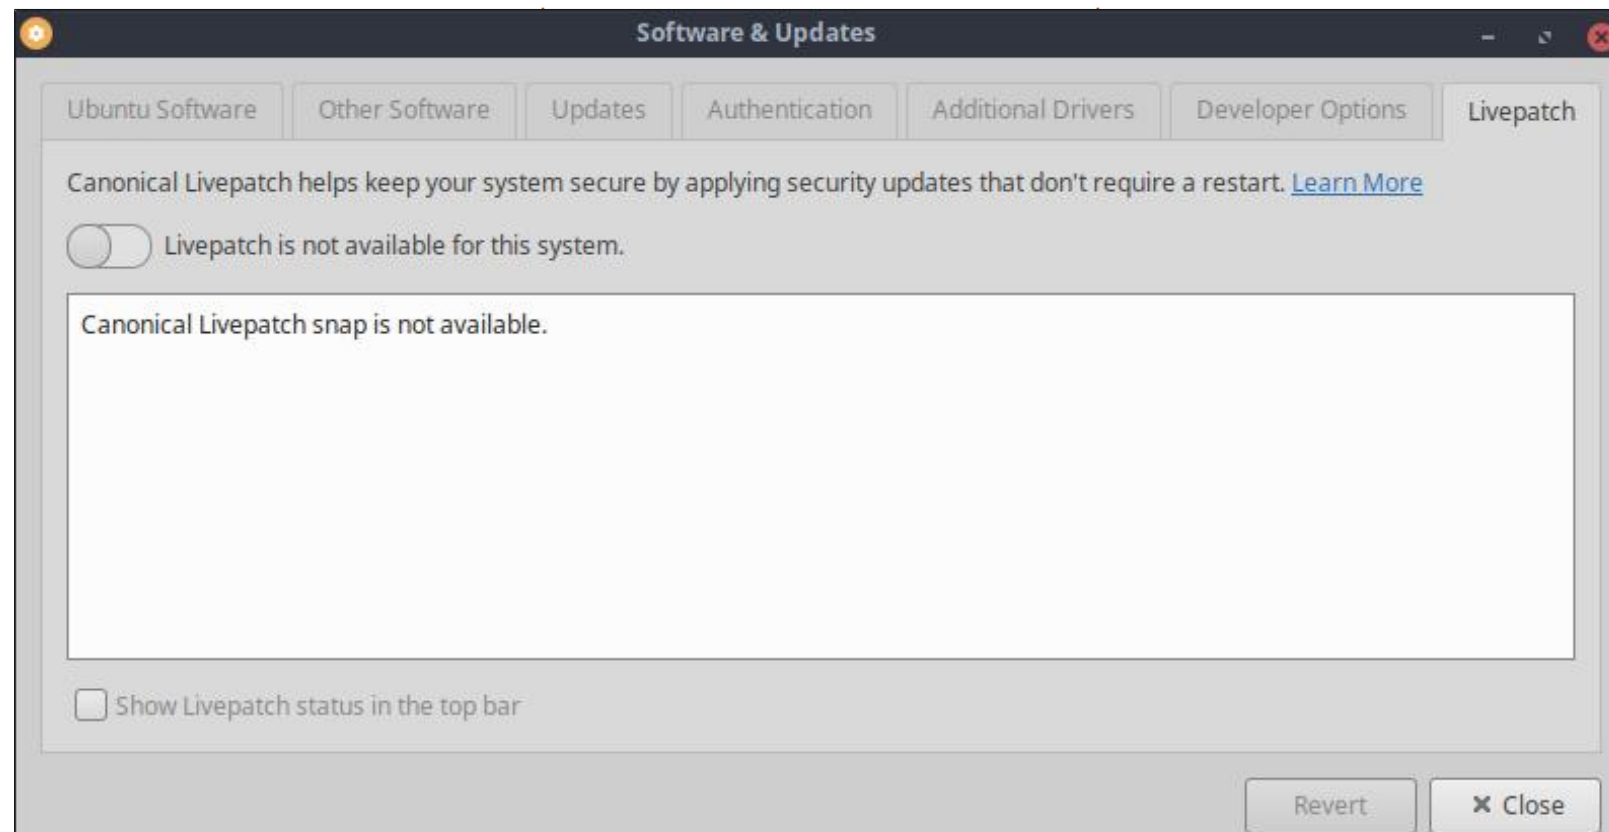 Software & Updates
Ubuntu Software Other Software Updates Authentication Additional Drivers Developer Options Livepatch
Canonical Livepatch helps keep your system secure by applying security updates that don't require a restart. Learn More
Livepatch is not available for this system.
Canonical Livepatch snap is not available.
Show Livepatch status in the top bar
Revert Close